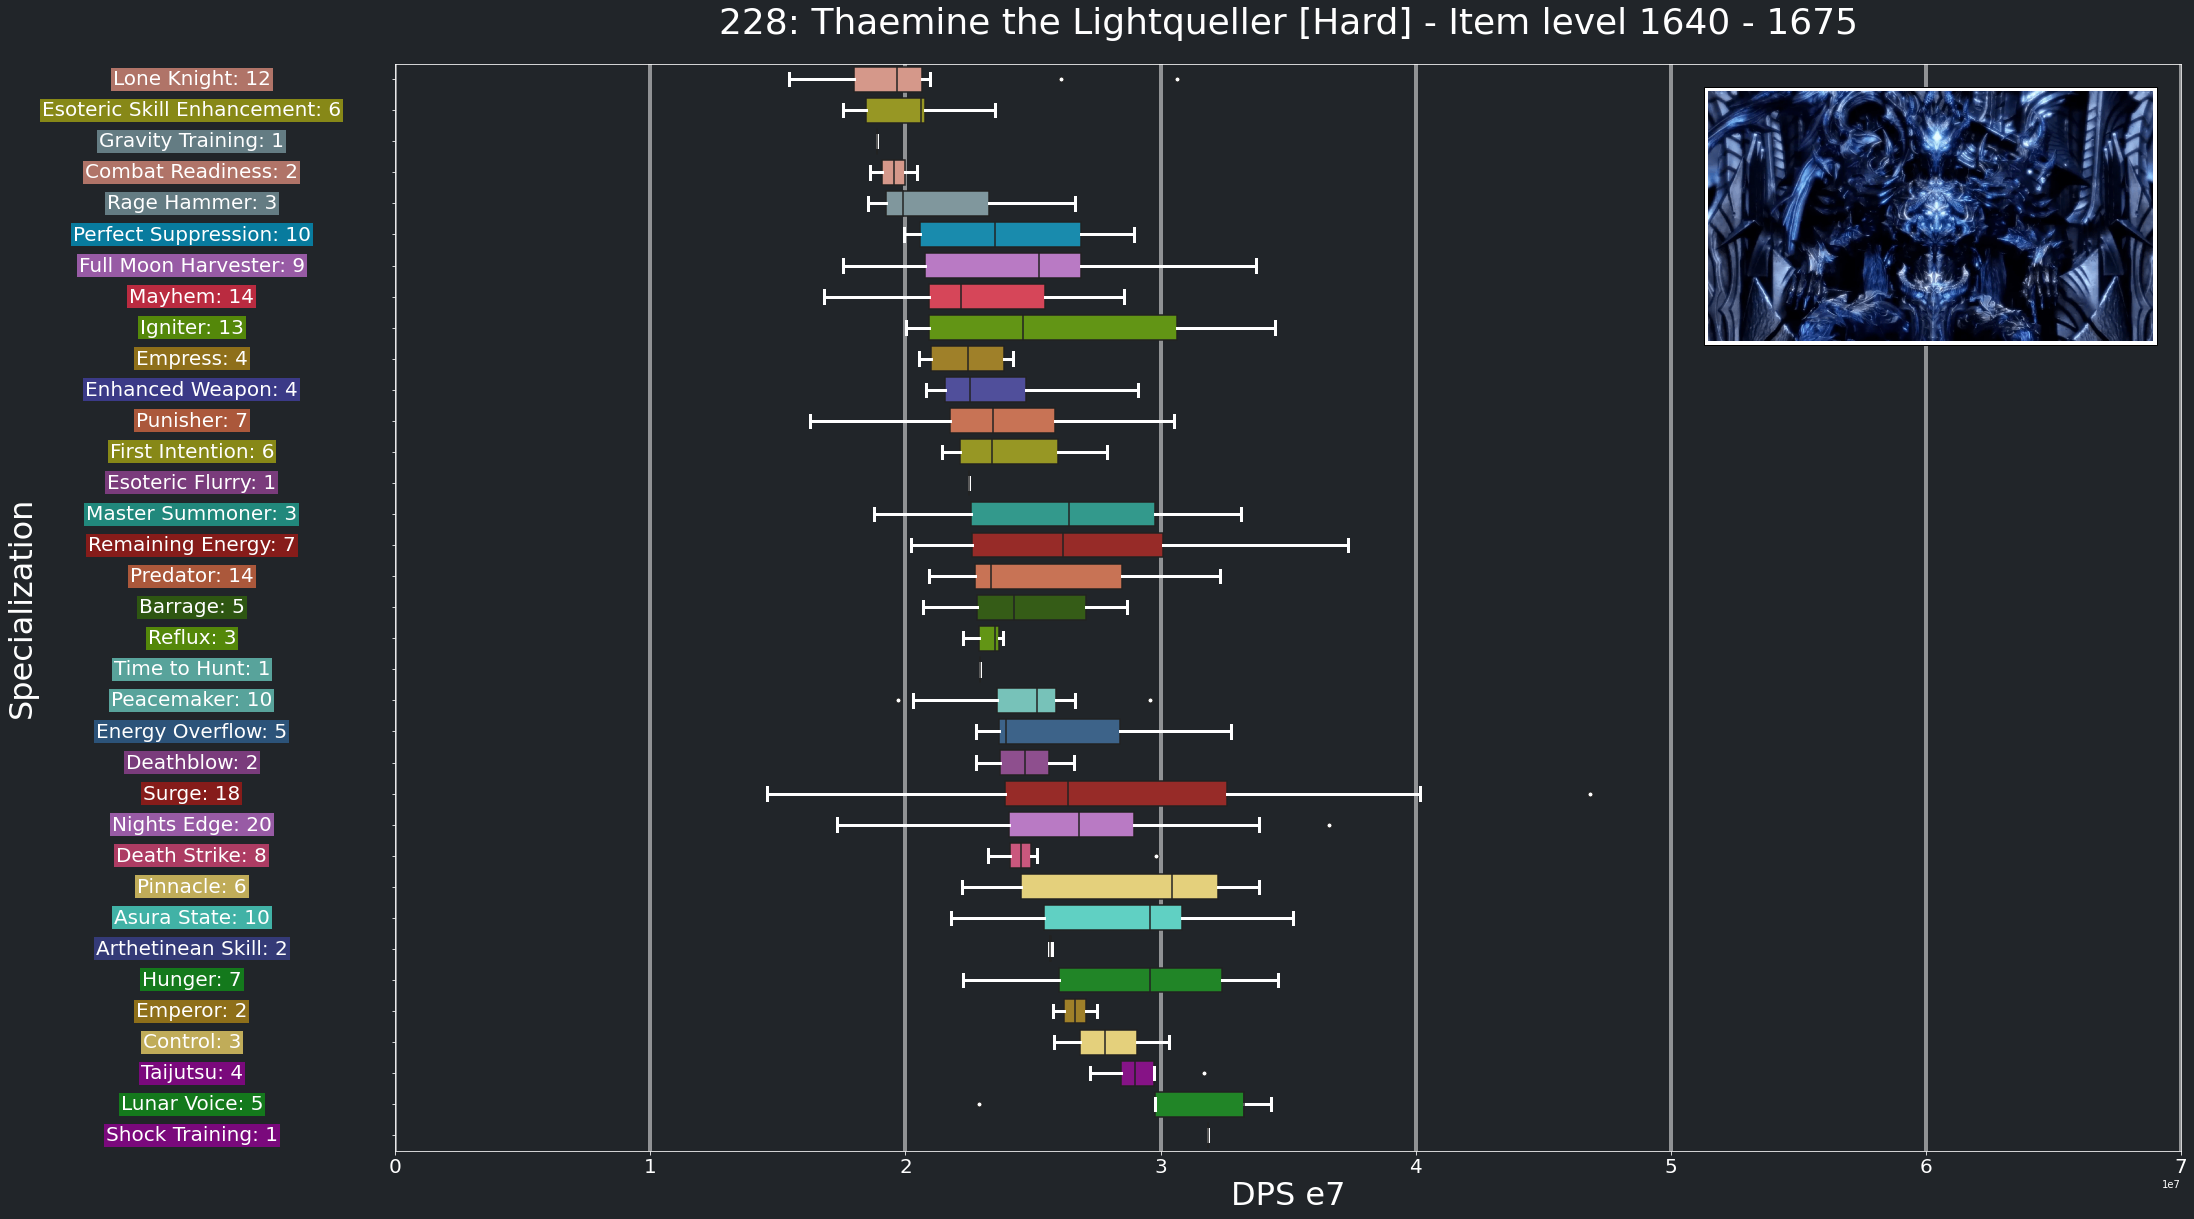 228: Thaemine the Lightqueller [Hard] - Item level 1640 - 1675
Specialization
Lone Knight: 12
Esoteric Skill Enhancement: 6
Gravity Training: 1
Combat Readiness: 2
Rage Hammer: 3
Perfect Suppression: 10
Full Moon Harvester: 9
Mayhem: 14
Igniter: 13
Empress: 4
Enhanced Weapon: 4
Punisher: 7
First Intention: 6
Esoteric Flurry: 1
Master Summoner: 3
Remaining Energy: 7
Predator: 14
Barrage: 5
Reflux: 3
Time to Hunt: 1
Peacemaker: 10
Energy Overflow: 5
Deathblow: 2
Surge: 18
Nights Edge: 20
Death Strike: 8
Pinnacle: 6
Asura State: 10
Arthetinean Skill: 2
Hunger: 7
Emperor: 2
Control: 3
Taijutsu: 4
Lunar Voice: 5
Shock Training: 1
0 1 2 3 4 5 6 7
1e7
DPS e7